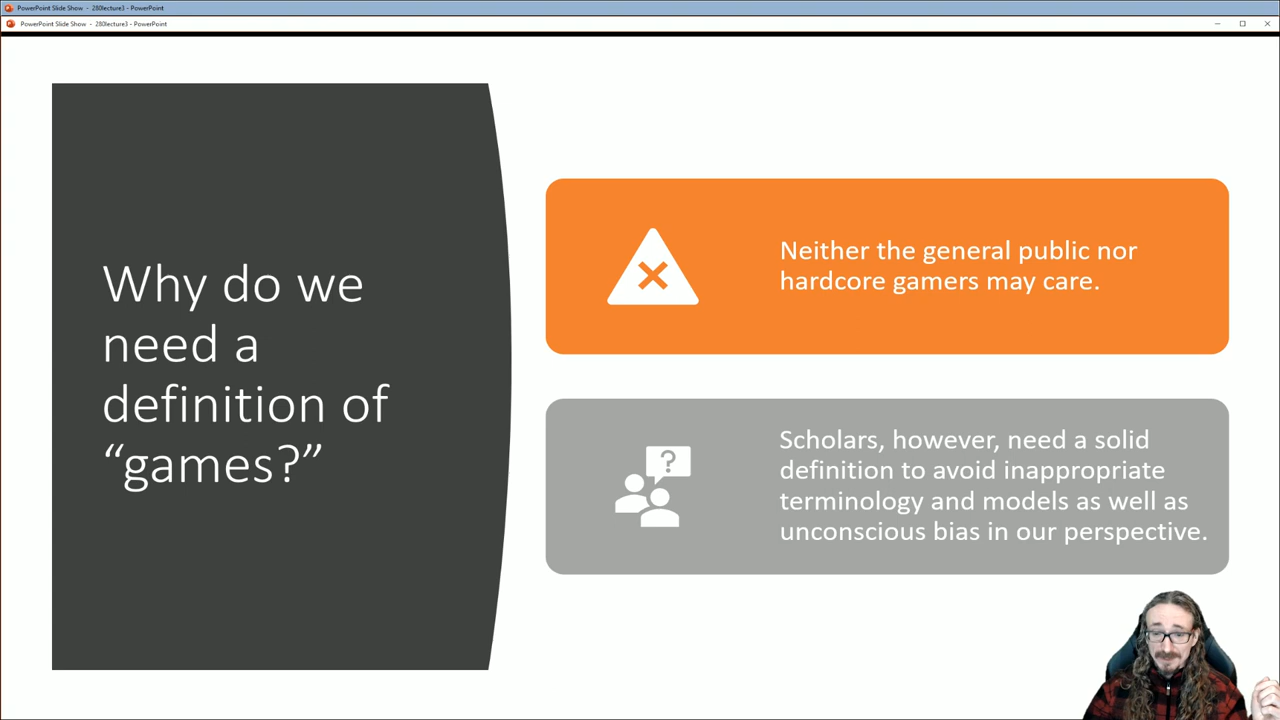 PowerPoint Slide Show - 280lecture3 - PowerPoint
PowerPoint Slide Show - 280lecture3 - PowerPoint
Why do we
need a
definition of
“games?”
Neither the general public nor
hardcore gamers may care.
?
Scholars, however, need a solid
definition to avoid inappropriate
terminology and models as well as
unconscious bias in our perspective.